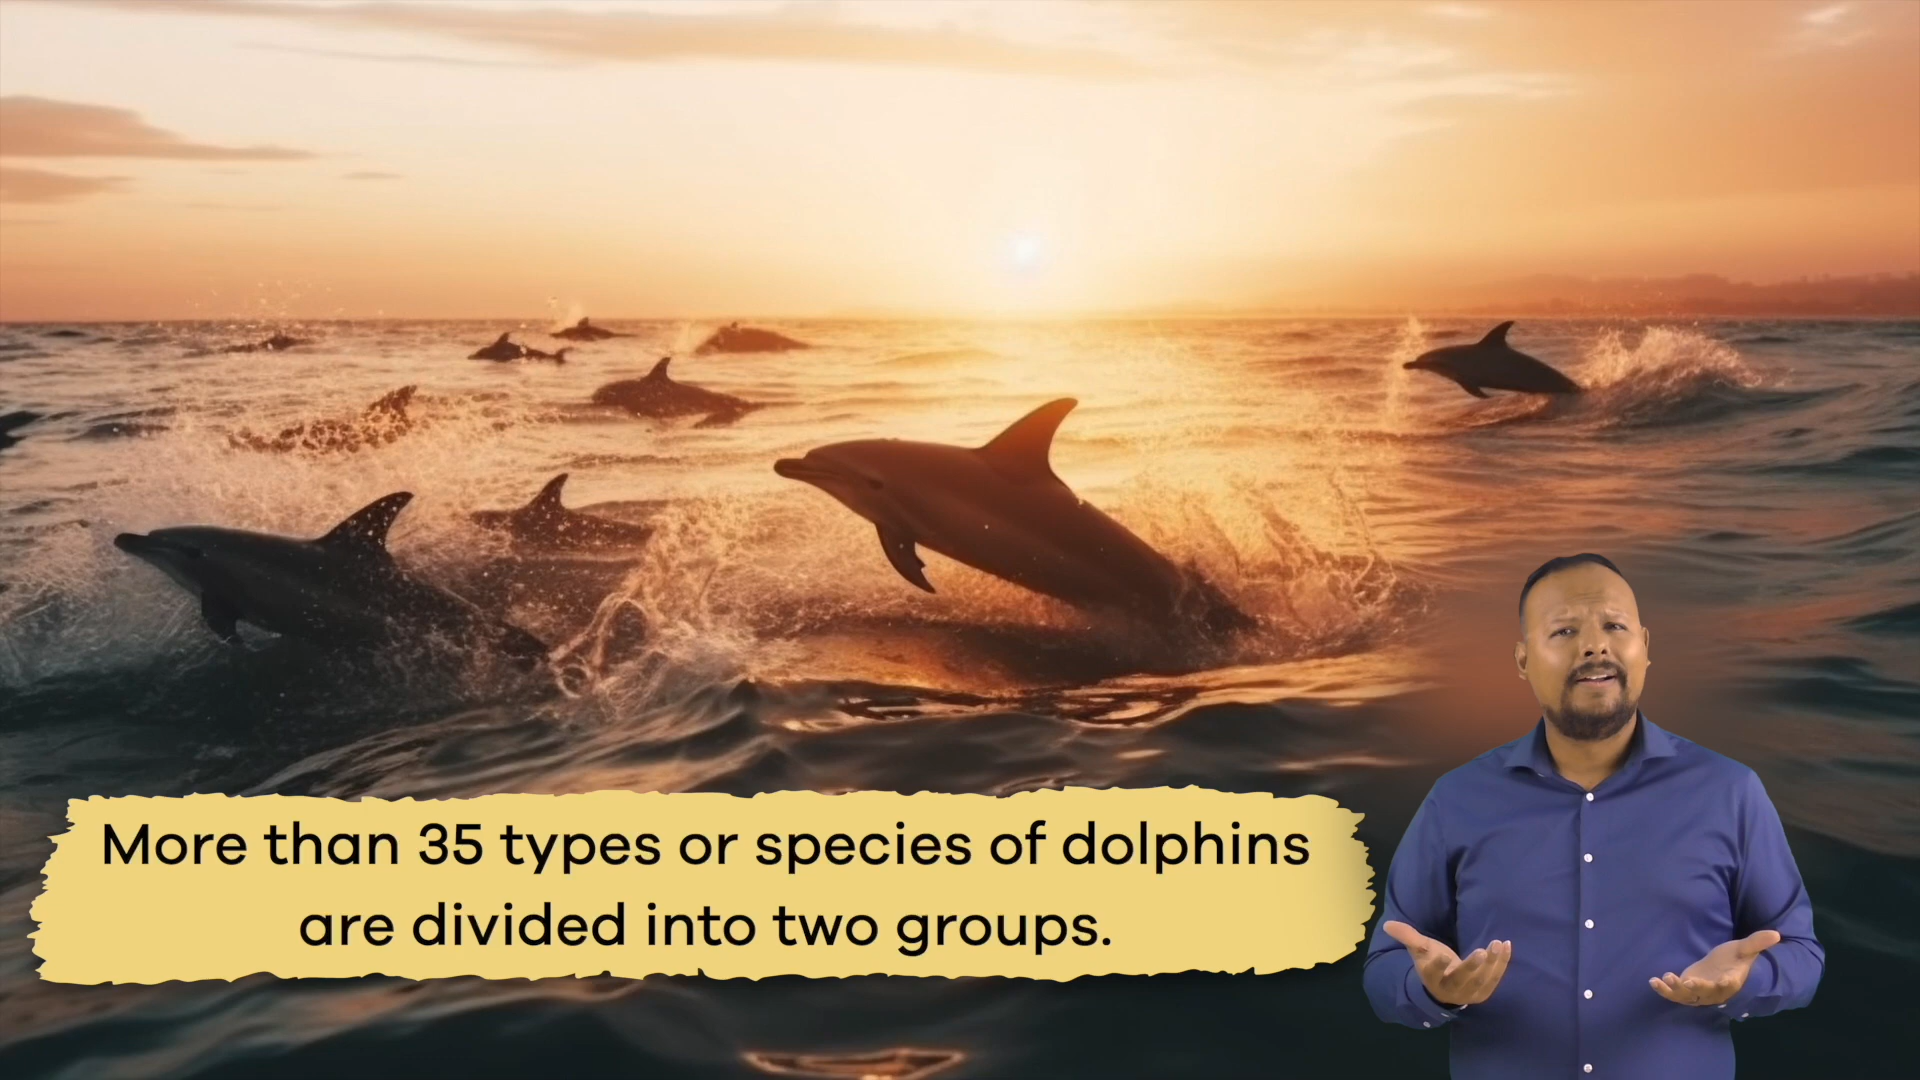 More than 35 types or species of dolphins
are divided into two groups.